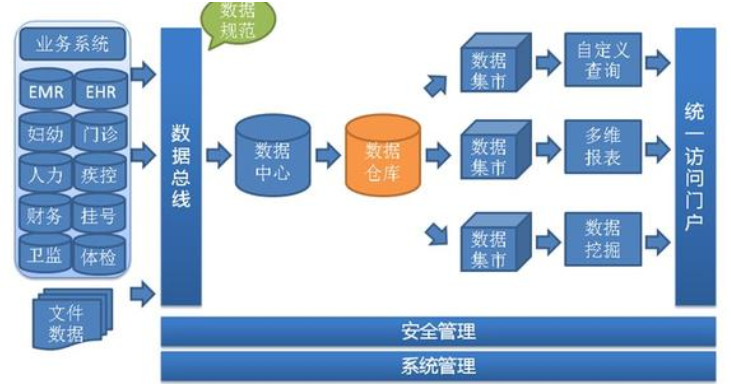 数据
规范
业务系统
EMR
EHR
妇幼
门诊
人力
疾控
财务
挂号
卫监
体检
文件
数据
数据总线
数据
中心
数据
仓库
数据
集市
自定义
查询
数据
集市
多维
报表
数据
集市
数据
挖掘
统一访问门户
安全管理
系统管理